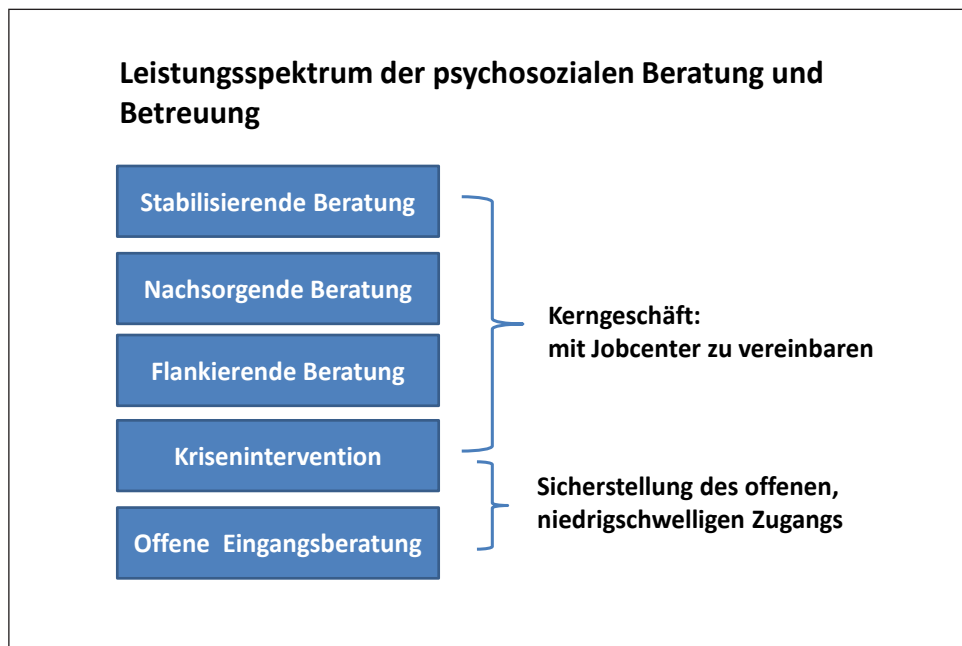 Leistungsspektrum der psychosozialen Beratung und
Betreuung
Stabilisierende Beratung
Nachsorgende Beratung
Flankierende Beratung
Krisenintervention
Offene Eingangsberatung
Kerngeschäft:
mit Jobcenter zu vereinbaren
Sicherstellung des offenen,
niedrigschwelligen Zugangs